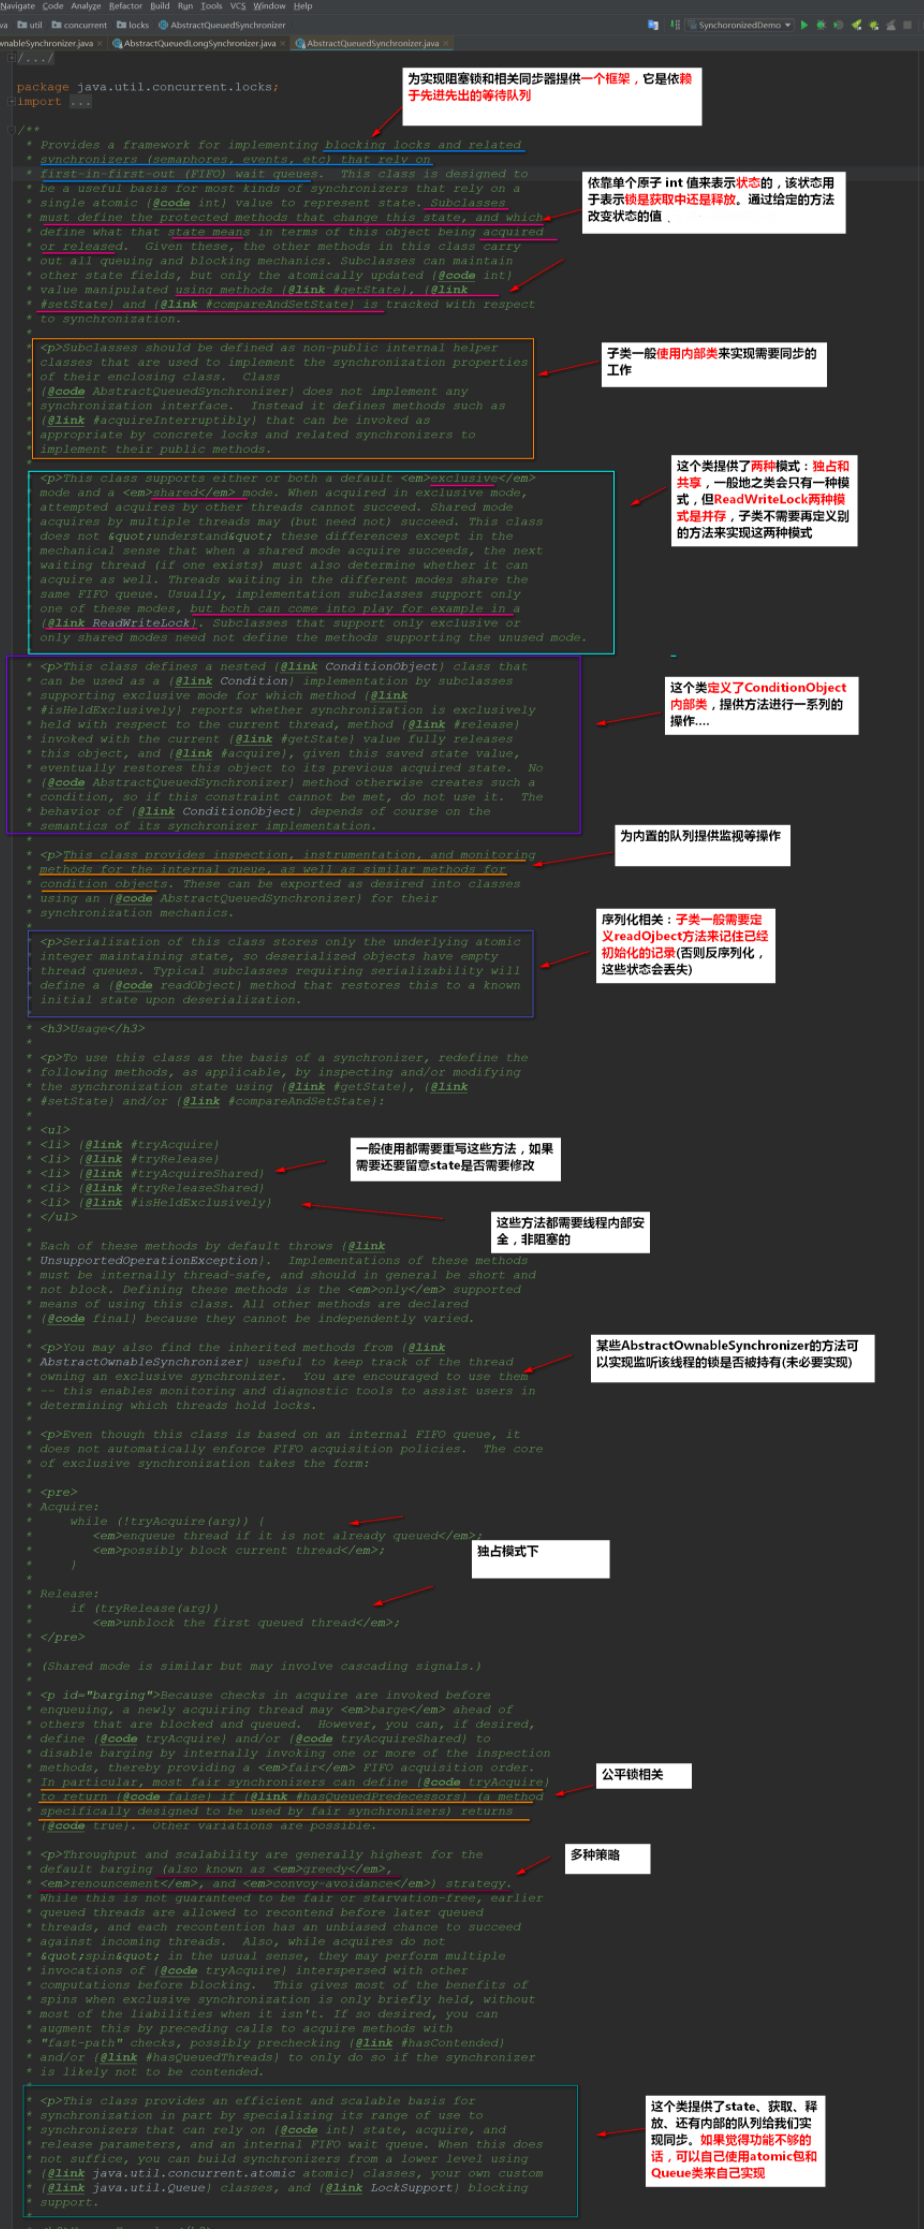 Navigate Code Analyze Refactor Build Run Tools VCS Window Help
va util concurrent locks AbstractQueuedSynchronizer SynchoronizedDemo
wnableSynchronizer.java AbstractQueuedLongSynchronizer.java AbstractQueuedSynchronizer.java
/.../
package java.util.concurrent.locks;
import ...
为实现阻塞锁和相关同步器提供一个框架，它是依赖
于先进先出的等待队列
/**
* Provides a framework for implementing blocking locks and related
* synchronizers (semaphores, events, etc) that rely on
* first-in-first-out (FIFO) wait queues.  This class is designed to
* be a useful basis for most kinds of synchronizers that rely on a
* single atomic {@code int} value to represent state. Subclasses
* must define the protected methods that change this state, and which
* define what that state means in terms of this object being acquired
* or released.  Given these, the other methods in this class carry
* out all queuing and blocking mechanics. Subclasses can maintain
* other state fields, but only the atomically updated {@code int}
* value manipulated using methods {@link #getState}, {@link
* #setState} and {@link #compareAndSetState} is tracked with respect
* to synchronization.
依靠单个原子 int 值来表示状态的，该状态用
于表示锁是获取中还是释放。通过给定的方法
改变状态的值
*
* <p>Subclasses should be defined as non-public internal helper
* classes that are used to implement the synchronization properties
* of their enclosing class.  Class
* {@code AbstractQueuedSynchronizer} does not implement any
* synchronization interface.  Instead it defines methods such as
* {@link #acquireInterruptibly} that can be invoked as
* appropriate by concrete locks and related synchronizers to
* implement their public methods.
子类一般使用内部类来实现需要同步的
工作
*
* <p>This class supports either or both a default <em>exclusive</em>
* mode and a <em>shared</em> mode. When acquired in exclusive mode,
* attempted acquires by other threads cannot succeed. Shared mode
* acquires by multiple threads may (but need not) succeed. This class
* does not &quot;understand&quot; these differences except in the
* mechanical sense that when a shared mode acquire succeeds, the next
* waiting thread (if one exists) must also determine whether it can
* acquire as well. Threads waiting in the different modes share the
* same FIFO queue. Usually, implementation subclasses support only
* one of these modes, but both can come into play for example in a
* {@link ReadWriteLock}. Subclasses that support only exclusive or
* only shared modes need not define the methods supporting the unused mode.
这个类提供了两种模式：独占和
共享，一般地之类会只有一种模
式，但ReadWriteLock两种模
式是并存，子类不需要再定义别
的方法来实现这两种模式
*
* <p>This class defines a nested {@link ConditionObject} class that
* can be used as a {@link Condition} implementation by subclasses
* supporting exclusive mode for which method {@link
* #isHeldExclusively} reports whether synchronization is exclusively
* held with respect to the current thread, method {@link #release}
* invoked with the current {@link #getState} value fully releases
* this object, and {@link #acquire}, given this saved state value,
* eventually restores this object to its previous acquired state.  No
* {@code AbstractQueuedSynchronizer} method otherwise creates such a
* condition, so if this constraint cannot be met, do not use it.  The
* behavior of {@link ConditionObject} depends of course on the
* semantics of its synchronizer implementation.
这个类定义了ConditionObject
内部类，提供方法进行一系列的
操作....
*
* <p>This class provides inspection, instrumentation, and monitoring
* methods for the internal queue, as well as similar methods for
* condition objects. These can be exported as desired into classes
* using an {@code AbstractQueuedSynchronizer} for their
* synchronization mechanics.
为内置的队列提供监视等操作
*
* <p>Serialization of this class stores only the underlying atomic
* integer maintaining state, so deserialized objects have empty
* thread queues. Typical subclasses requiring serializability will
* define a {@code readObject} method that restores this to a known
* initial state upon deserialization.
序列化相关：子类一般需要定
义readOjbect方法来记住已经
初始化的记录(否则反序列化，
这些状态会丢失)
*
* <h3>Usage</h3>
*
* <p>To use this class as the basis of a synchronizer, redefine the
* following methods, as applicable, by inspecting and/or modifying
* the synchronization state using {@link #getState}, {@link
* #setState} and/or {@link #compareAndSetState}:
*
* <ul>
* <li> {@link #tryAcquire}
* <li> {@link #tryRelease}
* <li> {@link #tryAcquireShared}
* <li> {@link #tryReleaseShared}
* <li> {@link #isHeldExclusively}
* </ul>
一般使用都需要重写这些方法，如果
需要还要留意state是否需要修改
这些方法都需要线程内部安
全，非阻塞的
*
* Each of these methods by default throws {@link
* UnsupportedOperationException}.  Implementations of these methods
* must be internally thread-safe, and should in general be short and
* not block. Defining these methods is the <em>only</em> supported
* means of using this class. All other methods are declared
* {@code final} because they cannot be independently varied.
*
* <p>You may also find the inherited methods from {@link
* AbstractOwnableSynchronizer} useful to keep track of the thread
* owning an exclusive synchronizer.  You are encouraged to use them
* -- this enables monitoring and diagnostic tools to assist users in
* determining which threads hold locks.
某些AbstractOwnableSynchronizer的方法可
以实现监听该线程的锁是否被持有(未必要实现)
*
* <p>Even though this class is based on an internal FIFO queue, it
* does not automatically enforce FIFO acquisition policies.  The core
* of exclusive synchronization takes the form:
*
* <pre>
* Acquire:
*     while (!tryAcquire(arg)) {
*        <em>enqueue thread if it is not already queued</em>;
*        <em>possibly block current thread</em>;
*     }
*
* Release:
*     if (tryRelease(arg))
*        <em>unblock the first queued thread</em>;
* </pre>
独占模式下
*
* (Shared mode is similar but may involve cascading signals.)
*
* <p id="barging">Because checks in acquire are invoked before
* enqueuing, a newly acquiring thread may <em>barge</em> ahead of
* others that are blocked and queued.  However, you can, if desired,
* define {@code tryAcquire} and/or {@code tryAcquireShared} to
* disable barging by internally invoking one or more of the inspection
* methods, thereby providing a <em>fair</em> FIFO acquisition order.
* In particular, most fair synchronizers can define {@code tryAcquire}
* to return {@code false} if {@link #hasQueuedPredecessors} (a method
* specifically designed to be used by fair synchronizers) returns
* {@code true}.  Other variations are possible.
公平锁相关
*
* <p>Throughput and scalability are generally highest for the
* default barging (also known as <em>greedy</em>,
* <em>renouncement</em>, and <em>convoy-avoidance</em>) strategy.
* While this is not guaranteed to be fair or starvation-free, earlier
* queued threads are allowed to recontend before later queued
* threads, and each recontention has an unbiased chance to succeed
* against incoming threads.  Also, while acquires do not
* &quot;spin&quot; in the usual sense, they may perform multiple
* invocations of {@code tryAcquire} interspersed with other
* computations before blocking.  This gives most of the benefits of
* spins when exclusive synchronization is only briefly held, without
* most of the liabilities when it isn't. If so desired, you can
* augment this by preceding calls to acquire methods with
* "fast-path" checks, possibly prechecking {@link #hasContended}
* and/or {@link #hasQueuedThreads} to only do so if the synchronizer
* is likely not to be contended.
多种策略
*
* <p>This class provides an efficient and scalable basis for
* synchronization in part by specializing its range of use to
* synchronizers that can rely on {@code int} state, acquire, and
* release parameters, and an internal FIFO wait queue. When this does
* not suffice, you can build synchronizers from a lower level using
* {@link java.util.concurrent.atomic atomic} classes, your own custom
* {@link java.util.Queue} classes, and {@link LockSupport} blocking
* support.
*
这个类提供了state、获取、释
放、还有内部的队列给我们实
现同步。如果觉得功能不够的
话，可以自己使用atomic包和
Queue类来自己实现